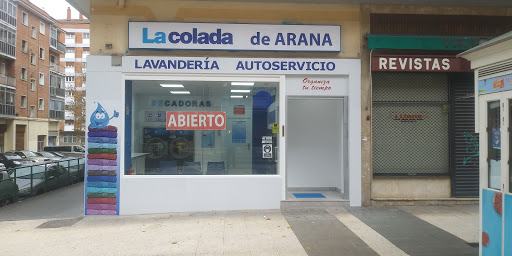 La colada de ARANA
LAVANDERÍA AUTOSERVICIO
REVISTAS
Organiza
tu tiempo
SECADORAS
ABIERTO